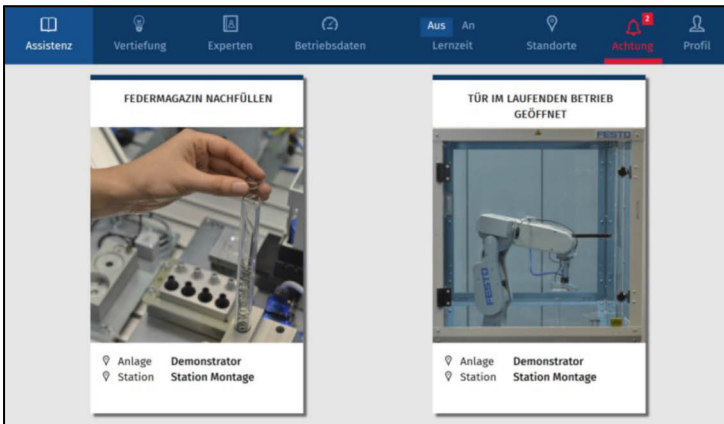 Assistenz
Vertiefung
Experten
Betriebsdaten
Aus An
Lernzeit
Standorte
2
Achtung
Profil
FEDERMAGAZIN NACHFÜLLEN
Anlage Demonstrator
Station Station Montage
TÜR IM LAUFENDEN BETRIEB
GEÖFFNET
FESTO
FESTO
Anlage Demonstrator
Station Station Montage